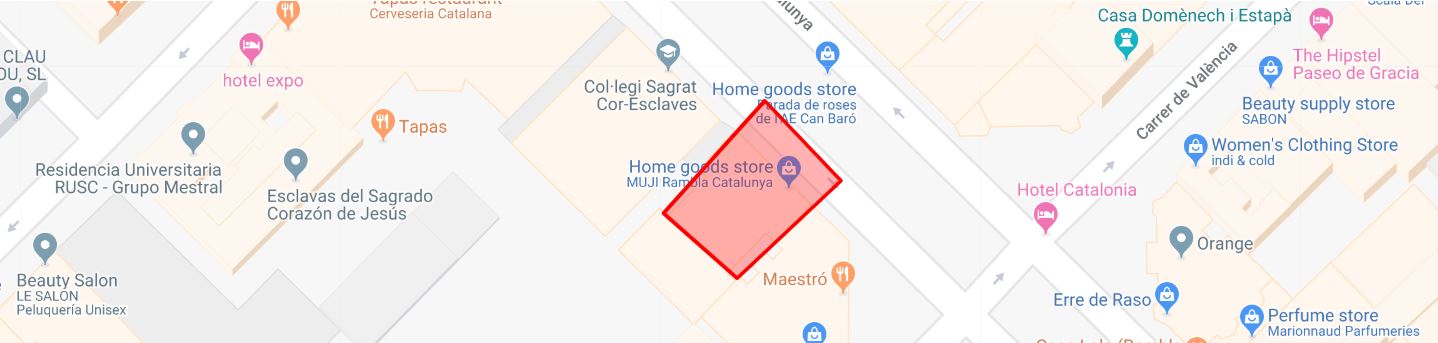 Tapas restaurant
Cerveseria Catalana
lunya
Casa Domènech i Estapà
The Hipstel
Paseo de Gracia
CLAU
OU, SL
hotel expo
Col·legi Sagrat
Cor-Esclaves
Home goods store
Parada de roses
de l'AE Can Baró
Carrer de València
Beauty supply store
SABON
Tapas
Women's Clothing Store
indi & cold
Residencia Universitaria
RUSC - Grupo Mestral
Home goods store
MUJI Rambla Catalunya
Esclavas del Sagrado
Corazón de Jesús
Hotel Catalonia
Orange
Beauty Salon
LE SALON
Peluquería Unisex
Maestró
Erre de Raso
Perfume store
Marionnaud Parfumeries